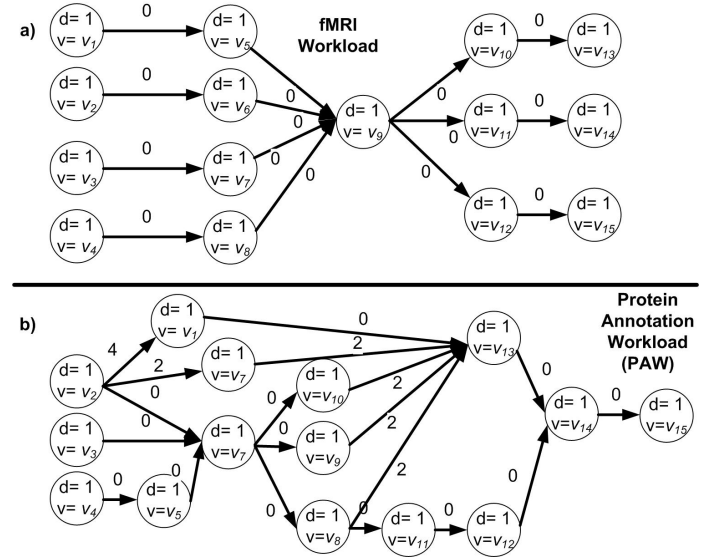 a)
fMRI
Workload
d= 1
v= v1
0
d= 1
v= v5
d= 1
v= v2
0
d= 1
v= v6
0
d= 1
v= v3
0
d= 1
v= v7
0
0
d= 1
v= v4
0
d= 1
v= v8
0
d= 1
v= v9
0
d= 1
v=v10
0
d= 1
v=v13
0
d= 1
v=v11
0
d= 1
v=v14
0
d= 1
v=v12
0
d= 1
v=v15
b)
Protein
Annotation
Workload
(PAW)
d= 1
v= v1
0
4
d= 1
v= v2
2
0
d= 1
v= v7
2
d= 1
v=v13
0
d= 1
v= v3
0
d= 1
v= v4
0
d= 1
v= v5
0
d= 1
v=v7
0
d= 1
v=v10
2
0
d= 1
v= v9
2
0
d= 1
v= v8
2
0
d= 1
v=v11
0
d= 1
v=v12
0
d= 1
v=v14
0
d= 1
v=v15